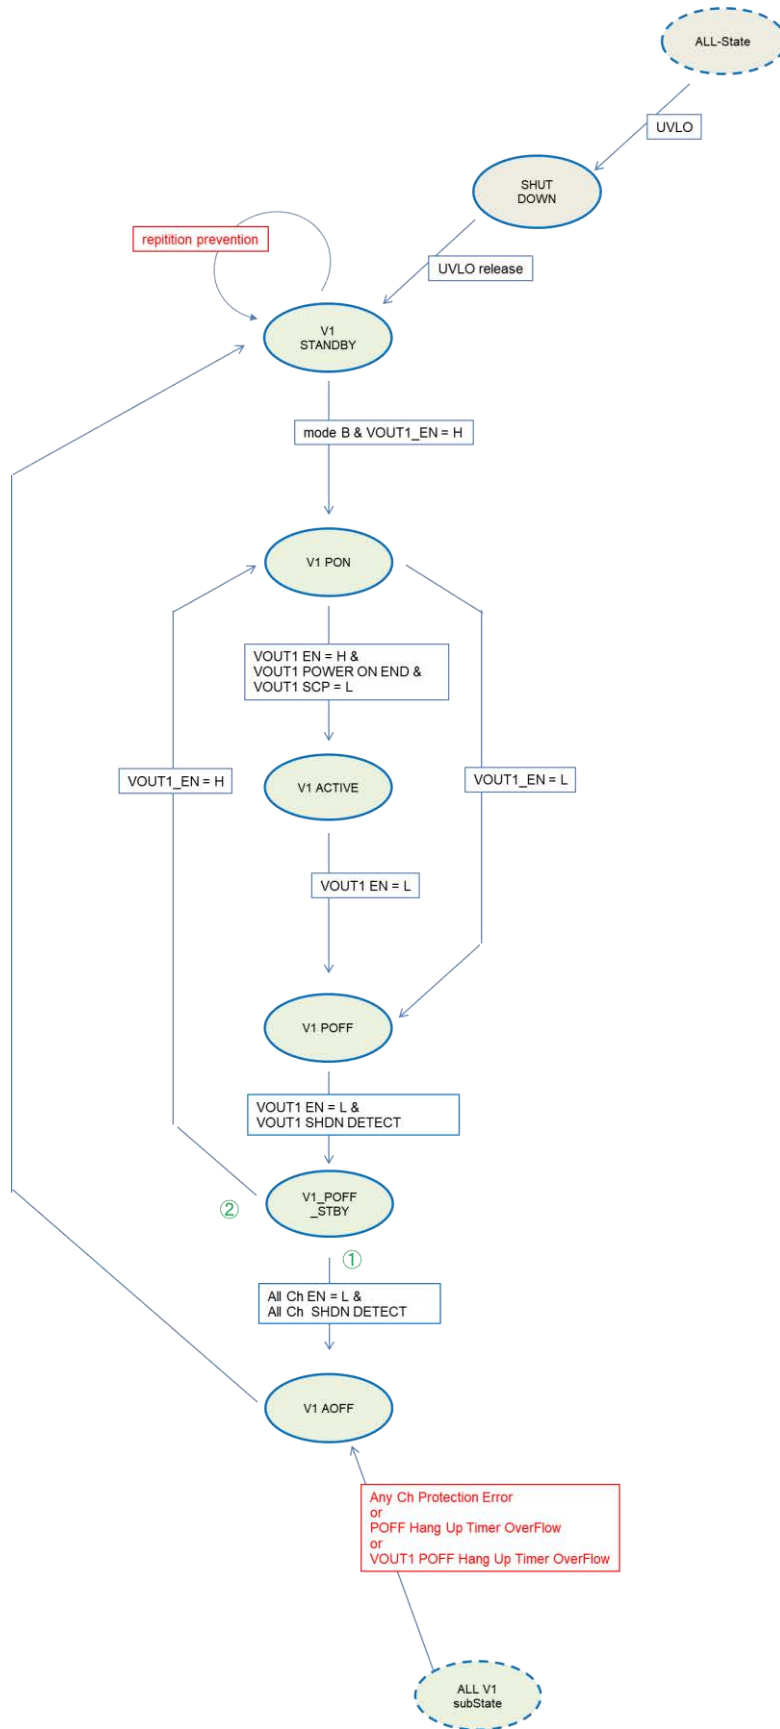 ALL-State
UVLO
SHUT
DOWN
repitition prevention
UVLO release
V1
STANDBY
mode B & VOUT1_EN = H
V1 PON
VOUT1 EN = H &
VOUT1 POWER ON END &
VOUT1 SCP = L
VOUT1_EN = H
V1 ACTIVE
VOUT1_EN = L
VOUT1 EN = L
V1 POFF
VOUT1 EN = L &
VOUT1 SHDN DETECT
V1_POFF
_STBY
②
①
All Ch EN = L &
All Ch SHDN DETECT
V1 AOFF
Any Ch Protection Error
or
POFF Hang Up Timer OverFlow
or
VOUT1 POFF Hang Up Timer OverFlow
ALL V1
subState